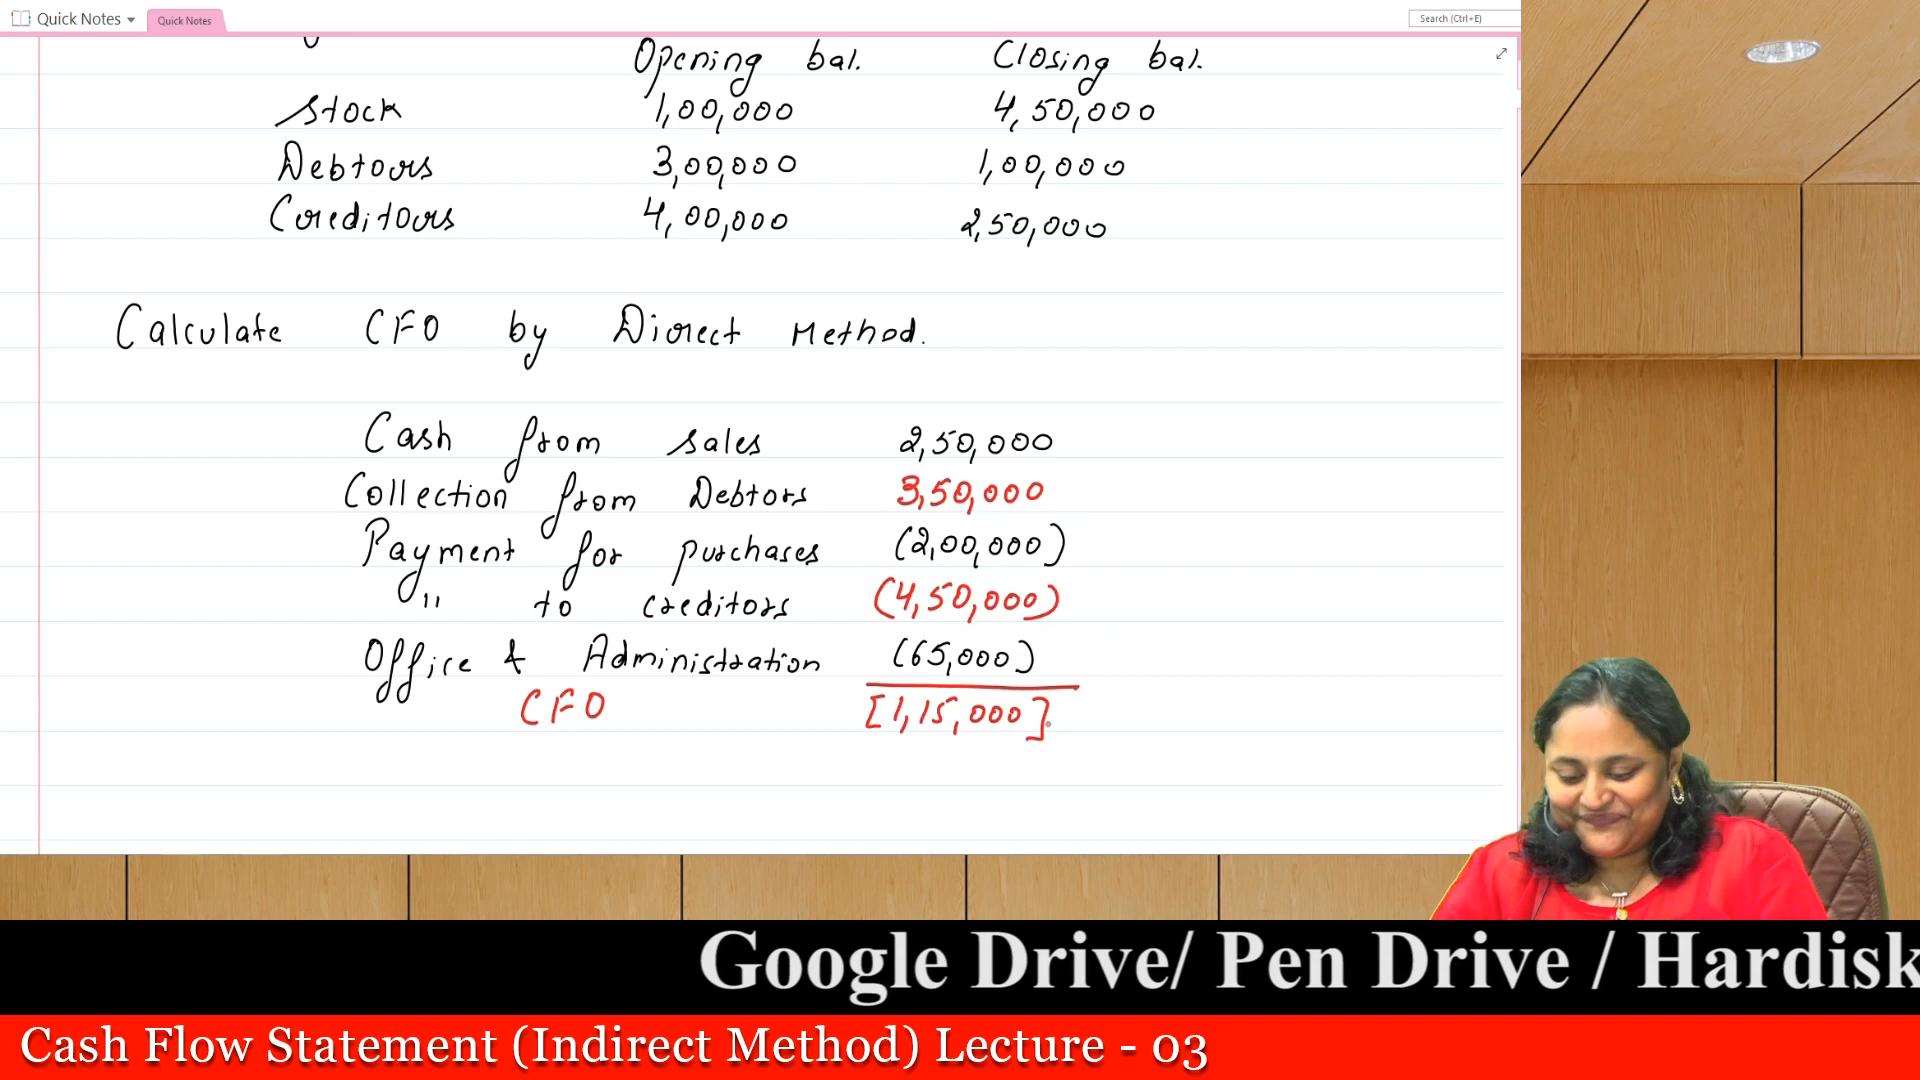 Quick Notes
Quick Notes
Search (Ctrl+E)
Opening bal. Closing bal.
Stock 1,00,000 4,50,000
Debtors 3,00,000 1,00,000
Creditors 4,00,000 2,50,000
Calculate CFO by Direct Method.
Cash from sales 2,50,000
Collection from Debtors 3,50,000
Payment for purchases (2,00,000)
,, to creditors (4,50,000)
Office & Administration (65,000)
CFO [1,15,000]
Google Drive/ Pen Drive / Hardisk
Cash Flow Statement (Indirect Method) Lecture - 03